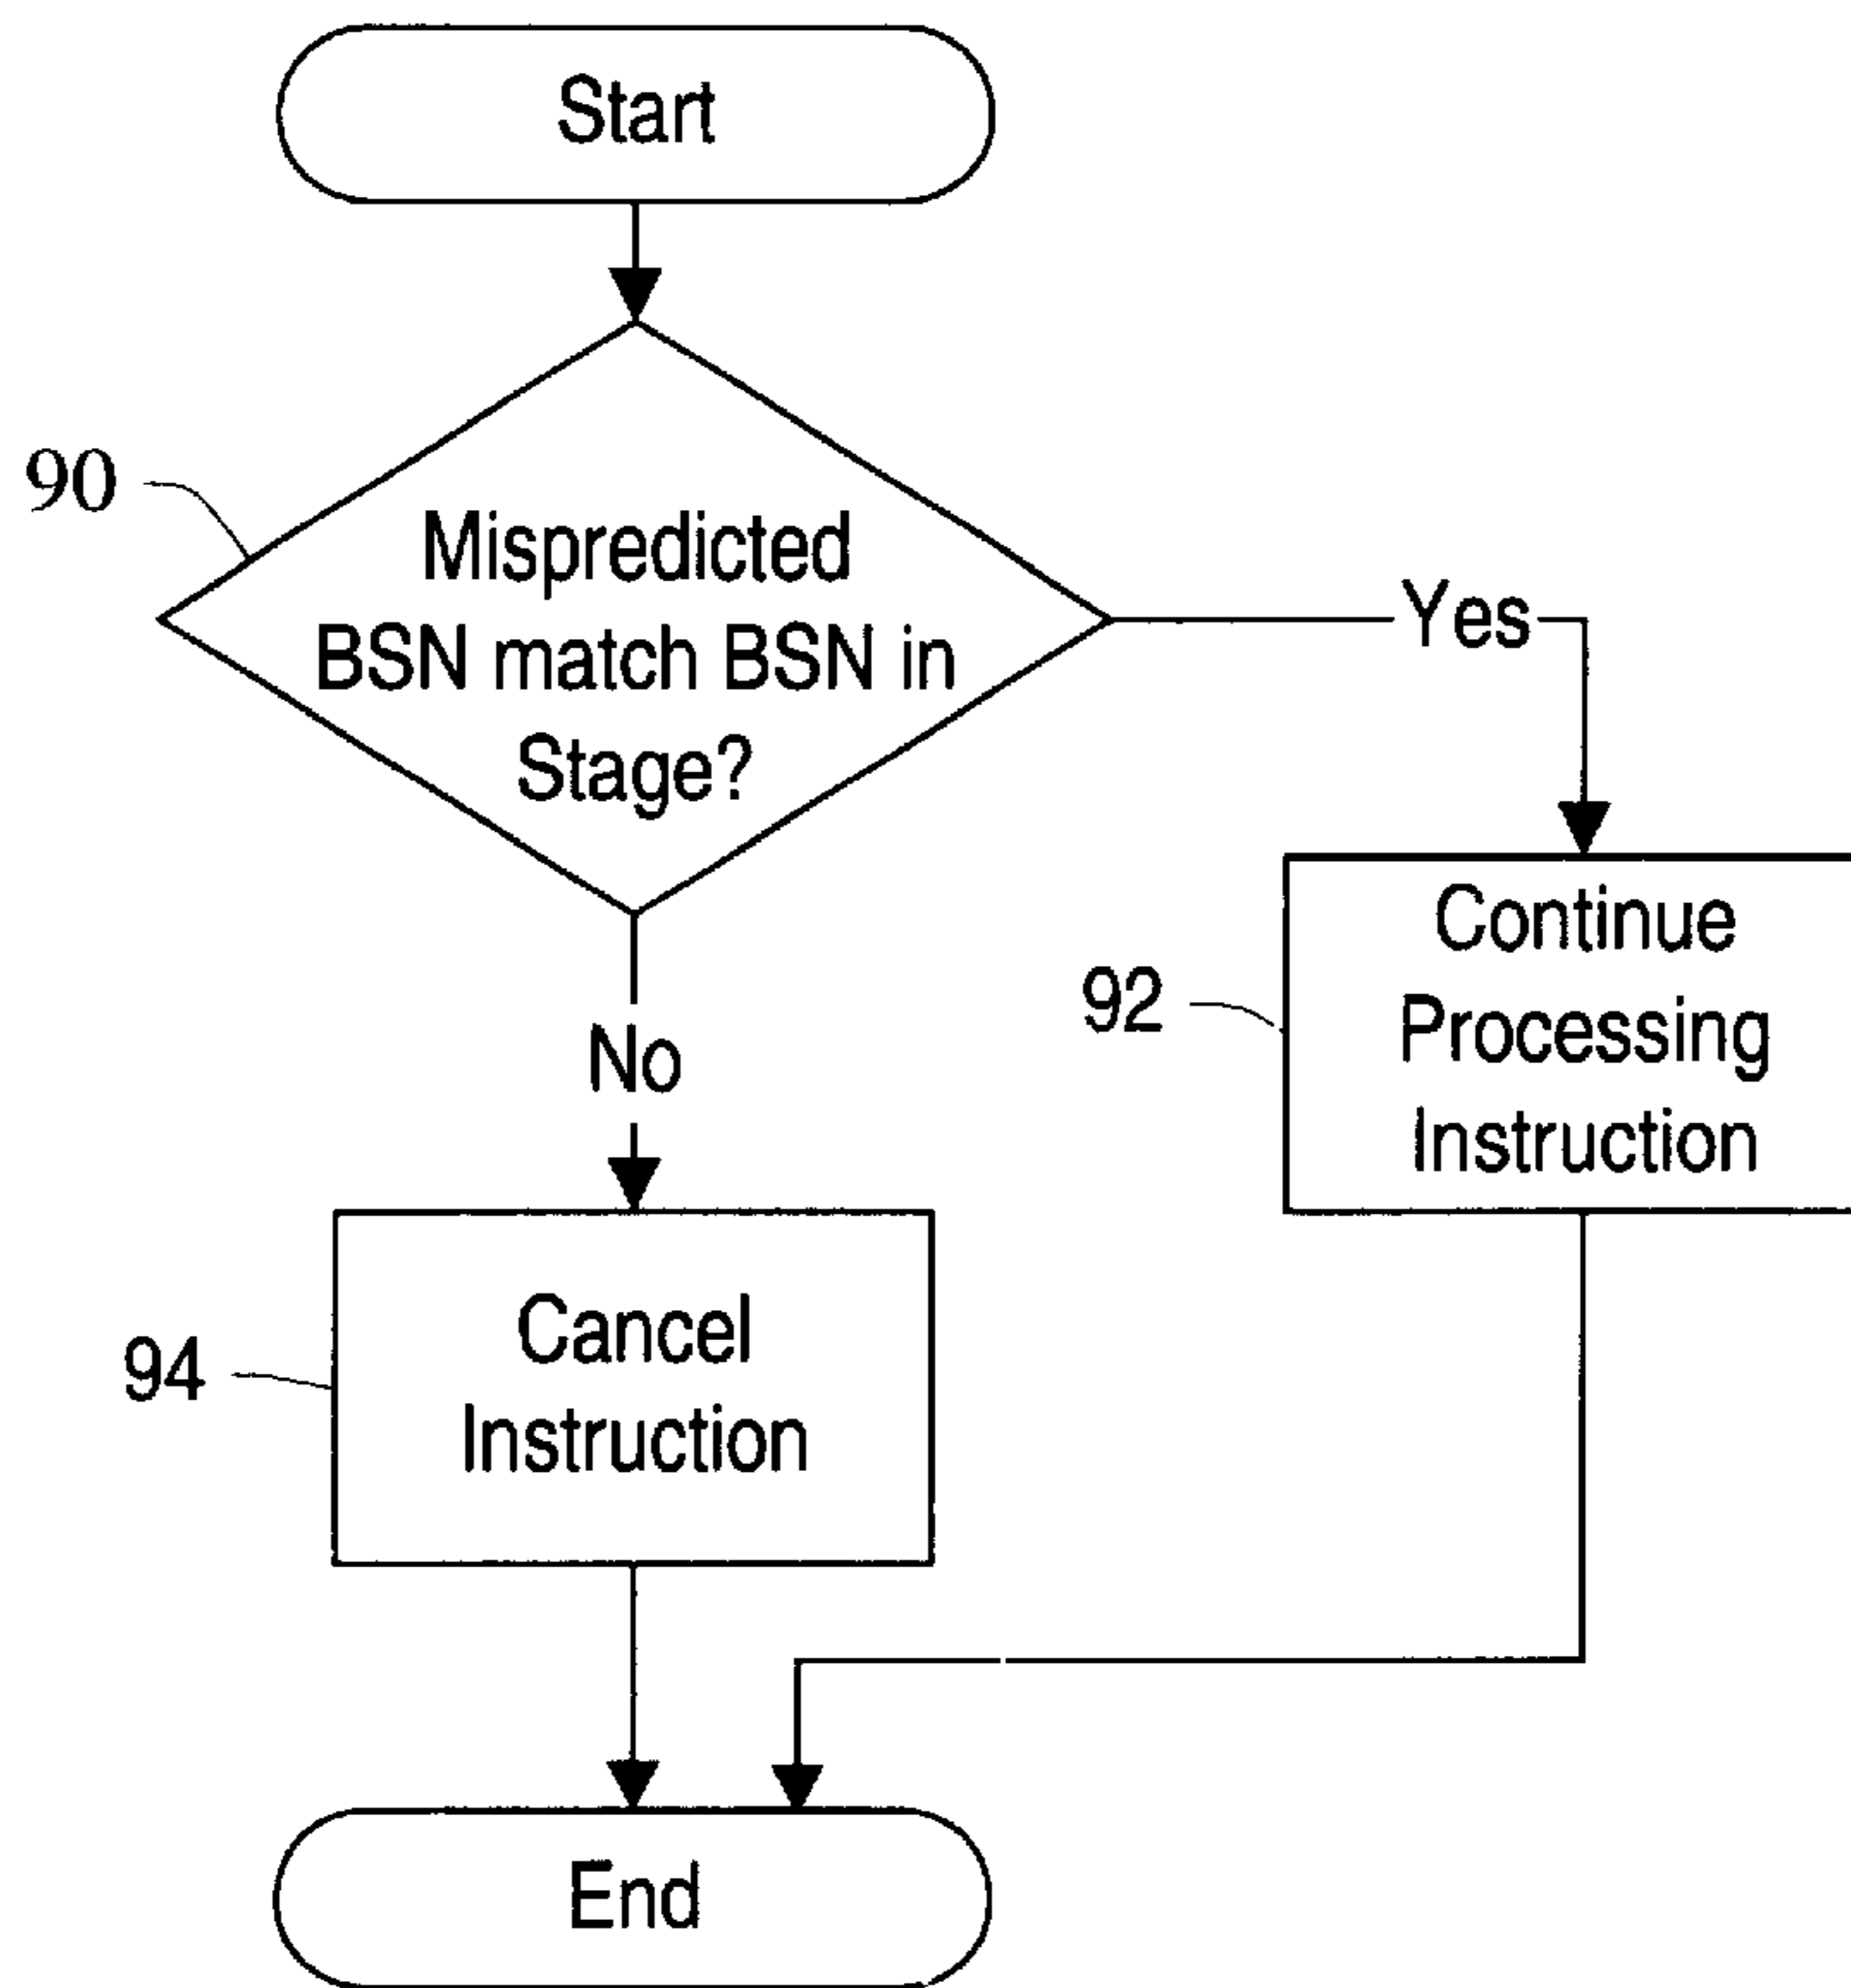 Start
90
Mispredicted
BSN match BSN in
Stage?
Yes
No
92
Continue
Processing
Instruction
94
Cancel
Instruction
End